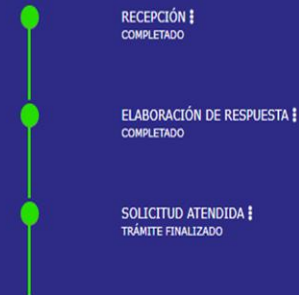 RECEPCIÓN
COMPLETADO
ELABORACIÓN DE RESPUESTA
COMPLETADO
SOLICITUD ATENDIDA
TRÁMITE FINALIZADO